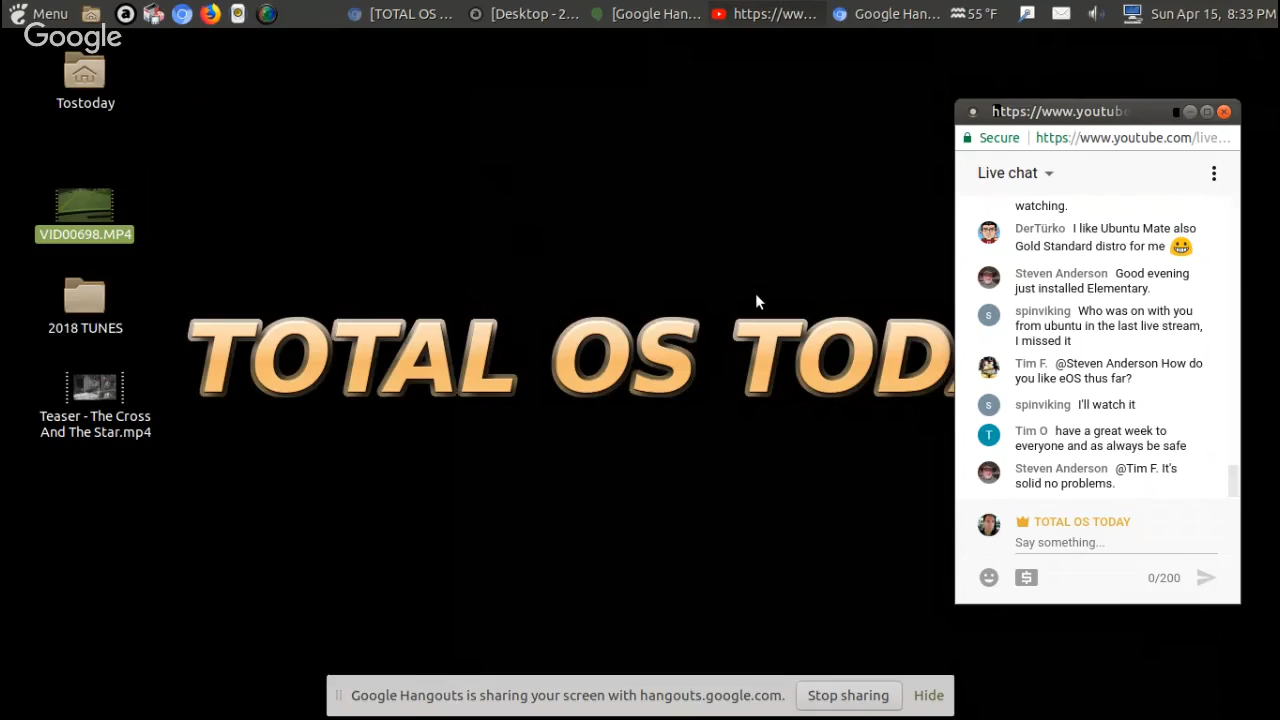 Menu
[TOTAL OS ...
[Desktop - 2...
[Google Han...
https://ww...
Google Han...
55 °F
Sun Apr 15, 8:33 PM
Google
Tostoday
VID00698.MP4
2018 TUNES
Teaser - The Cross
And The Star.mp4
TOTAL OS TODA
https://www.youtube
Secure
https://www.youtube.com/live...
Live chat
watching.
DerTürko I like Ubuntu Mate also
Gold Standard distro for me
Steven Anderson Good evening
just installed Elementary.
S
spinviking Who was on with you
from ubuntu in the last live stream,
I missed it
Tim F. @Steven Anderson How do
you like eOS thus far?
S
spinviking I'll watch it
T
Tim O have a great week to
everyone and as always be safe
Steven Anderson @Tim F. It's
solid no problems.
TOTAL OS TODAY
Say something...
$
0/200
Google Hangouts is sharing your screen with hangouts.google.com.
Stop sharing
Hide